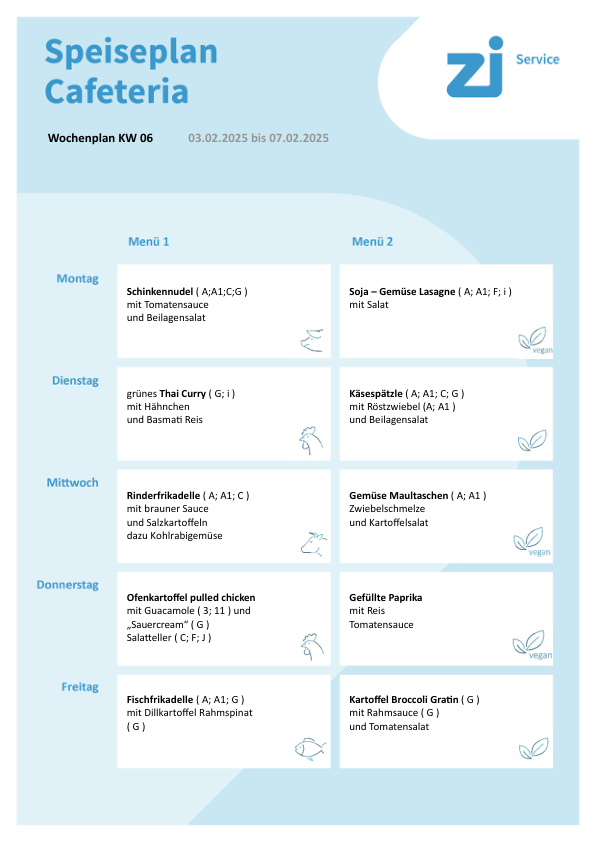 Speiseplan
Cafeteria
zi Service
Wochenplan KW 06 03.02.2025 bis 07.02.2025
Menü 1 Menü 2
Montag
Schinkennudel ( A;A1;C;G )
mit Tomatensauce
und Beilagensalat
Soja – Gemüse Lasagne ( A; A1; F; i )
mit Salat
vegan
Dienstag
grünes Thai Curry ( G; i )
mit Hähnchen
und Basmati Reis
Käsespätzle ( A; A1; C; G )
mit Röstzwiebel (A; A1 )
und Beilagensalat
Mittwoch
Rinderfrikadelle ( A; A1; C )
mit brauner Sauce
und Salzkartoffeln
dazu Kohlrabigemüse
Gemüse Maultaschen ( A; A1 )
Zwiebelschmelze
und Kartoffelsalat
vegan
Donnerstag
Ofenkartoffel pulled chicken
mit Guacamole ( 3; 11 ) und
„Sauercream“ ( G )
Salatteller ( C; F; J )
Gefüllte Paprika
mit Reis
Tomatensauce
vegan
Freitag
Fischfrikadelle ( A; A1; G )
mit Dillkartoffel Rahmspinat
( G )
Kartoffel Broccoli Gratin ( G )
mit Rahmsauce ( G )
und Tomatensalat